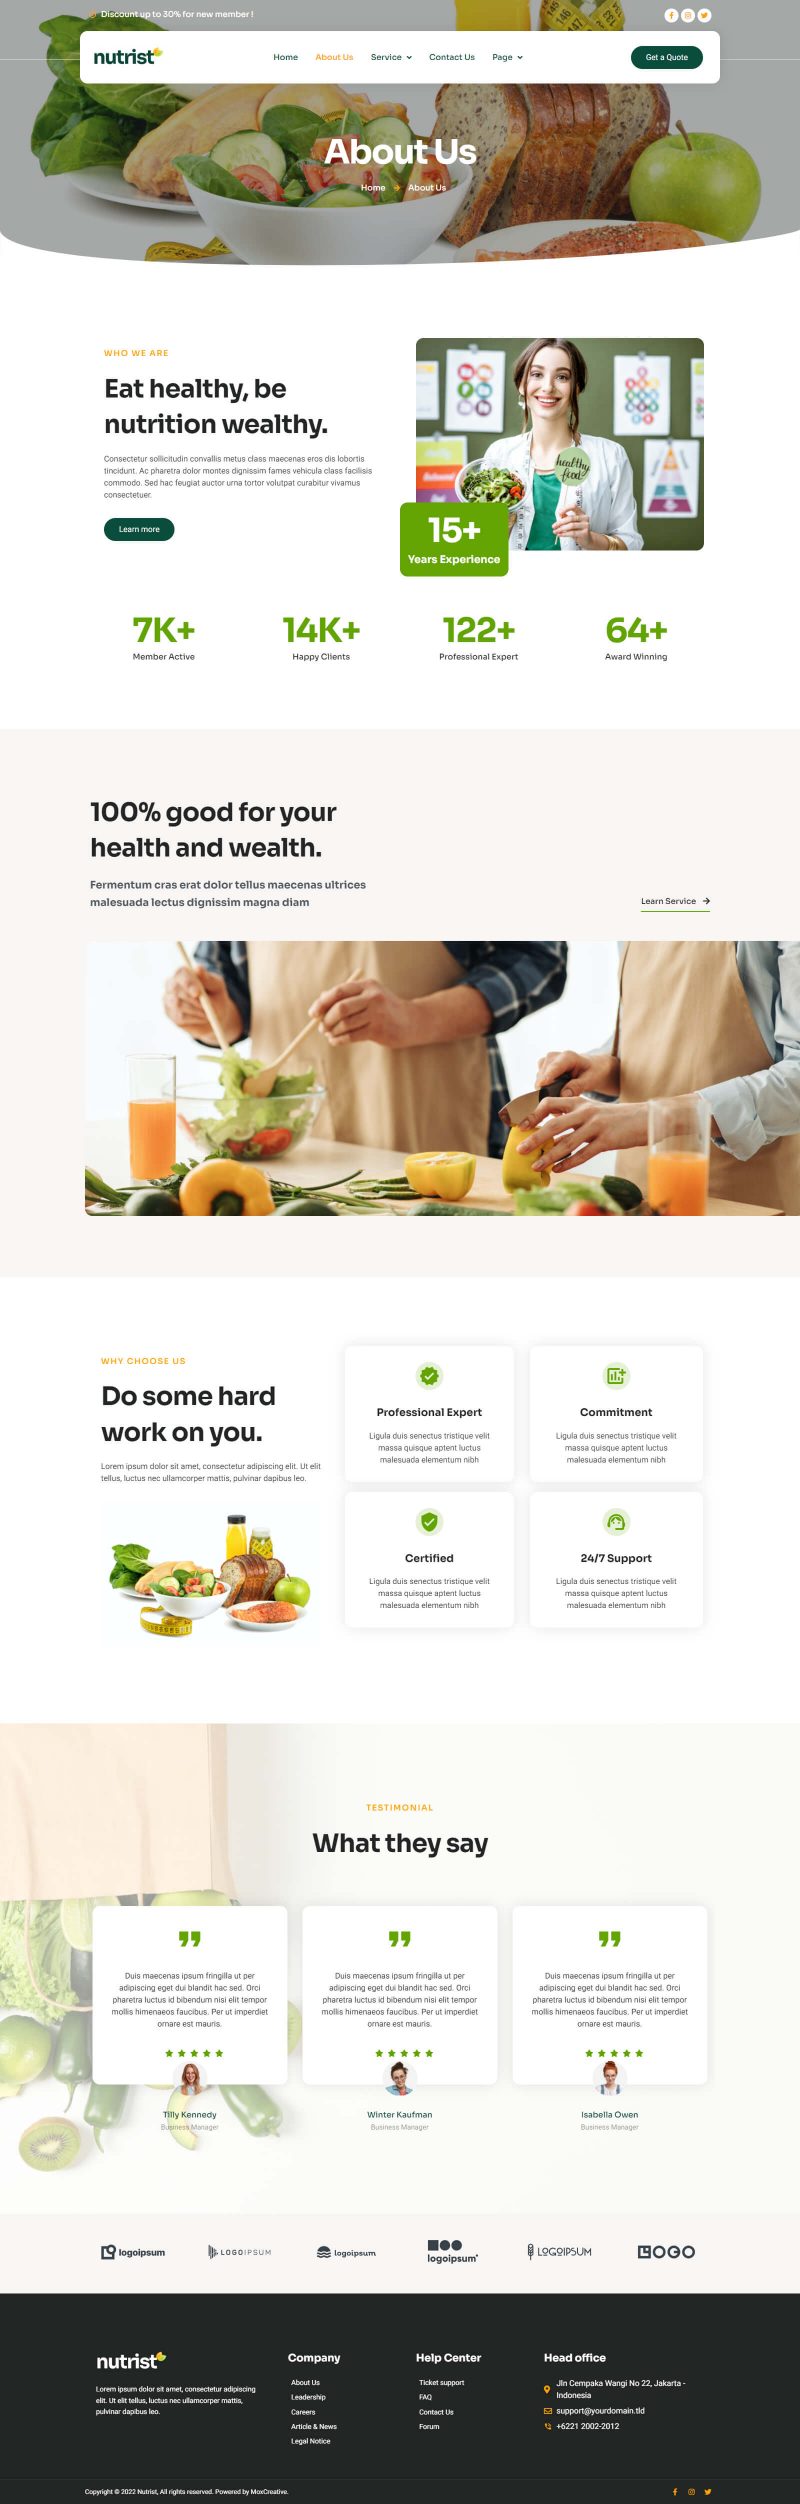 Discount up to 30% for new member !
nutrist
Home About Us Service Contact Us Page
Get a Quote
About Us
Home About Us
WHO WE ARE
Eat healthy, be
nutrition wealthy.
Consectetur sollicitudin convallis metus class maecenas eros dis lobortis
tincidunt. Ac pharetra dolor montes dignissim fames vehicula class facilisis
commodo. Sed hac feugiat auctor urna tortor volutpat curabitur vivamus
consectetuer.
Learn more
healthy
food
15+
Years Experience
7K+
Member Active
14K+
Happy Clients
122+
Professional Expert
64+
Award Winning
100% good for your
health and wealth.
Fermentum cras erat dolor tellus maecenas ultrices
malesuada lectus dignissim magna diam
Learn Service
WHY CHOOSE US
Do some hard
work on you.
Lorem ipsum dolor sit amet, consectetur adipiscing elit. Ut elit
tellus, luctus nec ullamcorper mattis, pulvinar dapibus leo.
Professional Expert
Ligula duis senectus tristique velit
massa quisque aptent luctus
malesuada elementum nibh
Commitment
Ligula duis senectus tristique velit
massa quisque aptent luctus
malesuada elementum nibh
Certified
Ligula duis senectus tristique velit
massa quisque aptent luctus
malesuada elementum nibh
24/7 Support
Ligula duis senectus tristique velit
massa quisque aptent luctus
malesuada elementum nibh
TESTIMONIAL
What they say
Duis maecenas ipsum fringilla ut per
adipiscing eget dui blandit hac sed. Orci
pharetra luctus id bibendum nisi elit tempor
mollis himenaeos faucibus. Per ut imperdiet
ornare est mauris.
Tilly Kennedy
Business Manager
Duis maecenas ipsum fringilla ut per
adipiscing eget dui blandit hac sed. Orci
pharetra luctus id bibendum nisi elit tempor
mollis himenaeos faucibus. Per ut imperdiet
ornare est mauris.
Winter Kaufman
Business Manager
Duis maecenas ipsum fringilla ut per
adipiscing eget dui blandit hac sed. Orci
pharetra luctus id bibendum nisi elit tempor
mollis himenaeos faucibus. Per ut imperdiet
ornare est mauris.
Isabella Owen
Business Manager
logoipsum
LOGOIPSUM
logoipsum
logoipsum
LOGOIPSUM
LOGO
nutrist
Lorem ipsum dolor sit amet, consectetur adipiscing
elit. Ut elit tellus, luctus nec ullamcorper mattis,
pulvinar dapibus leo.
Company
About Us
Leadership
Careers
Article & News
Legal Notice
Help Center
Ticket support
FAQ
Contact Us
Forum
Head office
Jln Cempaka Wangi No 22, Jakarta -
Indonesia
support@yourdomain.tld
+6221 2002-2012
Copyright © 2022 Nutrist, All rights reserved. Powered by MoxCreative.